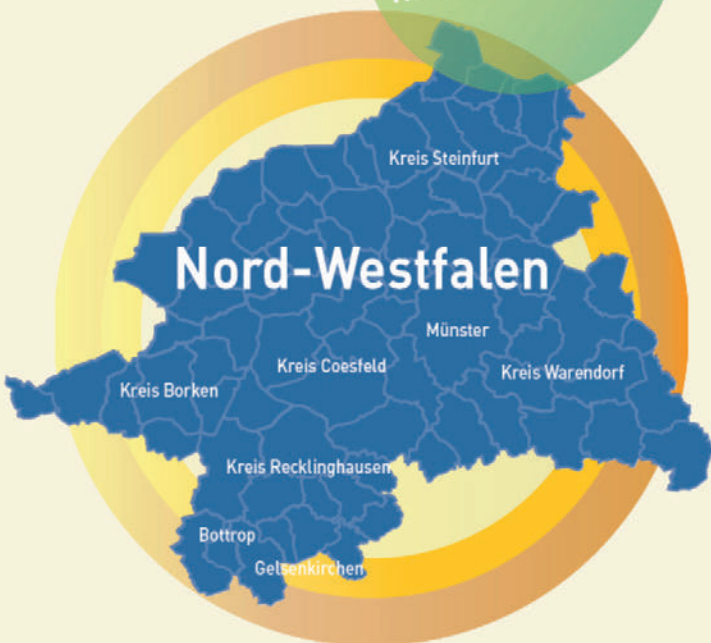 Kreis Steinfurt
Nord-Westfalen
Münster
Kreis Coesfeld
Kreis Warendorf
Kreis Borken
Kreis Recklinghausen
Bottrop
Gelsenkirchen